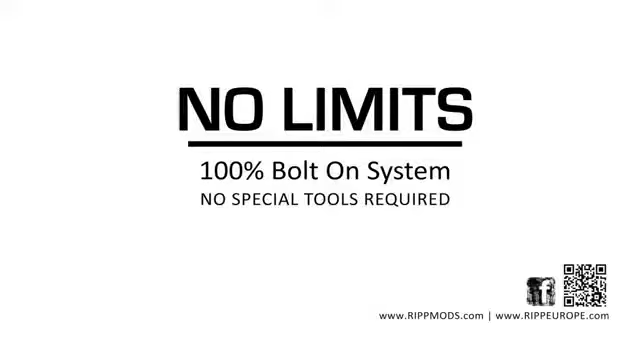 NO LIMITS
100% Bolt On System
NO SPECIAL TOOLS REQUIRED
f
www.RIPPMODS.com | www.RIPPEUROPE.com